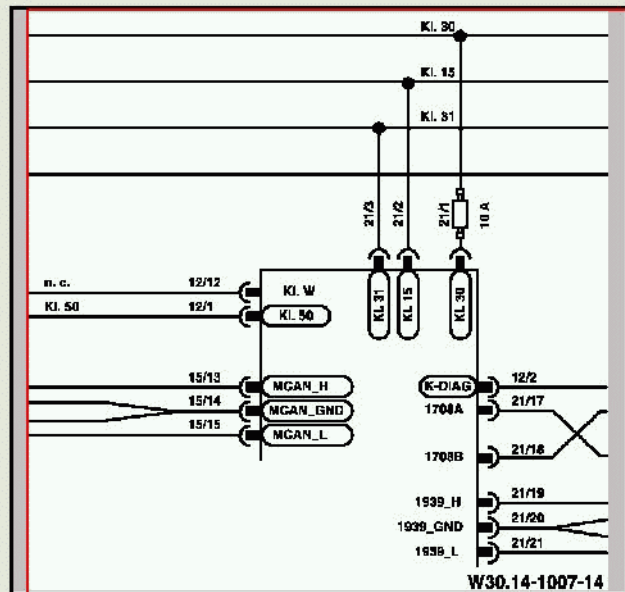 Kl. 30
Kl. 15
Kl. 31
21/3
21/2
21/1
10 A
n. c.
12/12
Kl. W
Kl. 31
Kl. 15
Kl. 30
Kl. 50
12/1
Kl. 50
15/13
MCAN_H
K-DIAG
12/2
15/14
MCAN_GND
1708A
21/17
15/15
MCAN_L
1708B
21/18
1939_H
21/19
1939_GND
21/20
1939_L
21/21
W30.14-1007-14